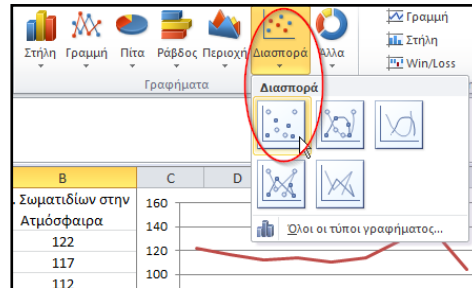 Στήλη Γραμμή Πίτα Ράβδος Περιοχή Διασπορά Άλλα
Γραφήματα
Γραμμή
Στήλη
Win/Loss
Διασπορά
Όλοι οι τύποι γραφήματος...
B C D
. Σωματιδίων στην
Ατμόσφαιρα
122
117
112
160
140
120
100